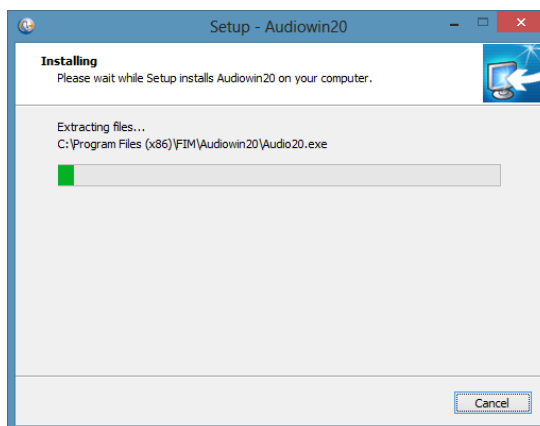 Setup - Audiowin20
Installing
Please wait while Setup installs Audiowin20 on your computer.
Extracting files...
C:\Program Files (x86)\FIM\Audiowin20\Audio20.exe
Cancel